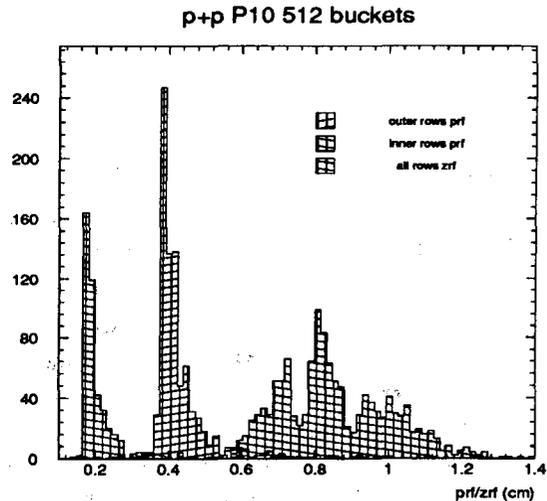 p+p P10 512 buckets
240
200
160
120
80
40
0
outer rows prf
inner rows prf
all rows zrf
0.2 0.4 0.6 0.8 1.0 1.2 1.4
prf/zrf (cm)